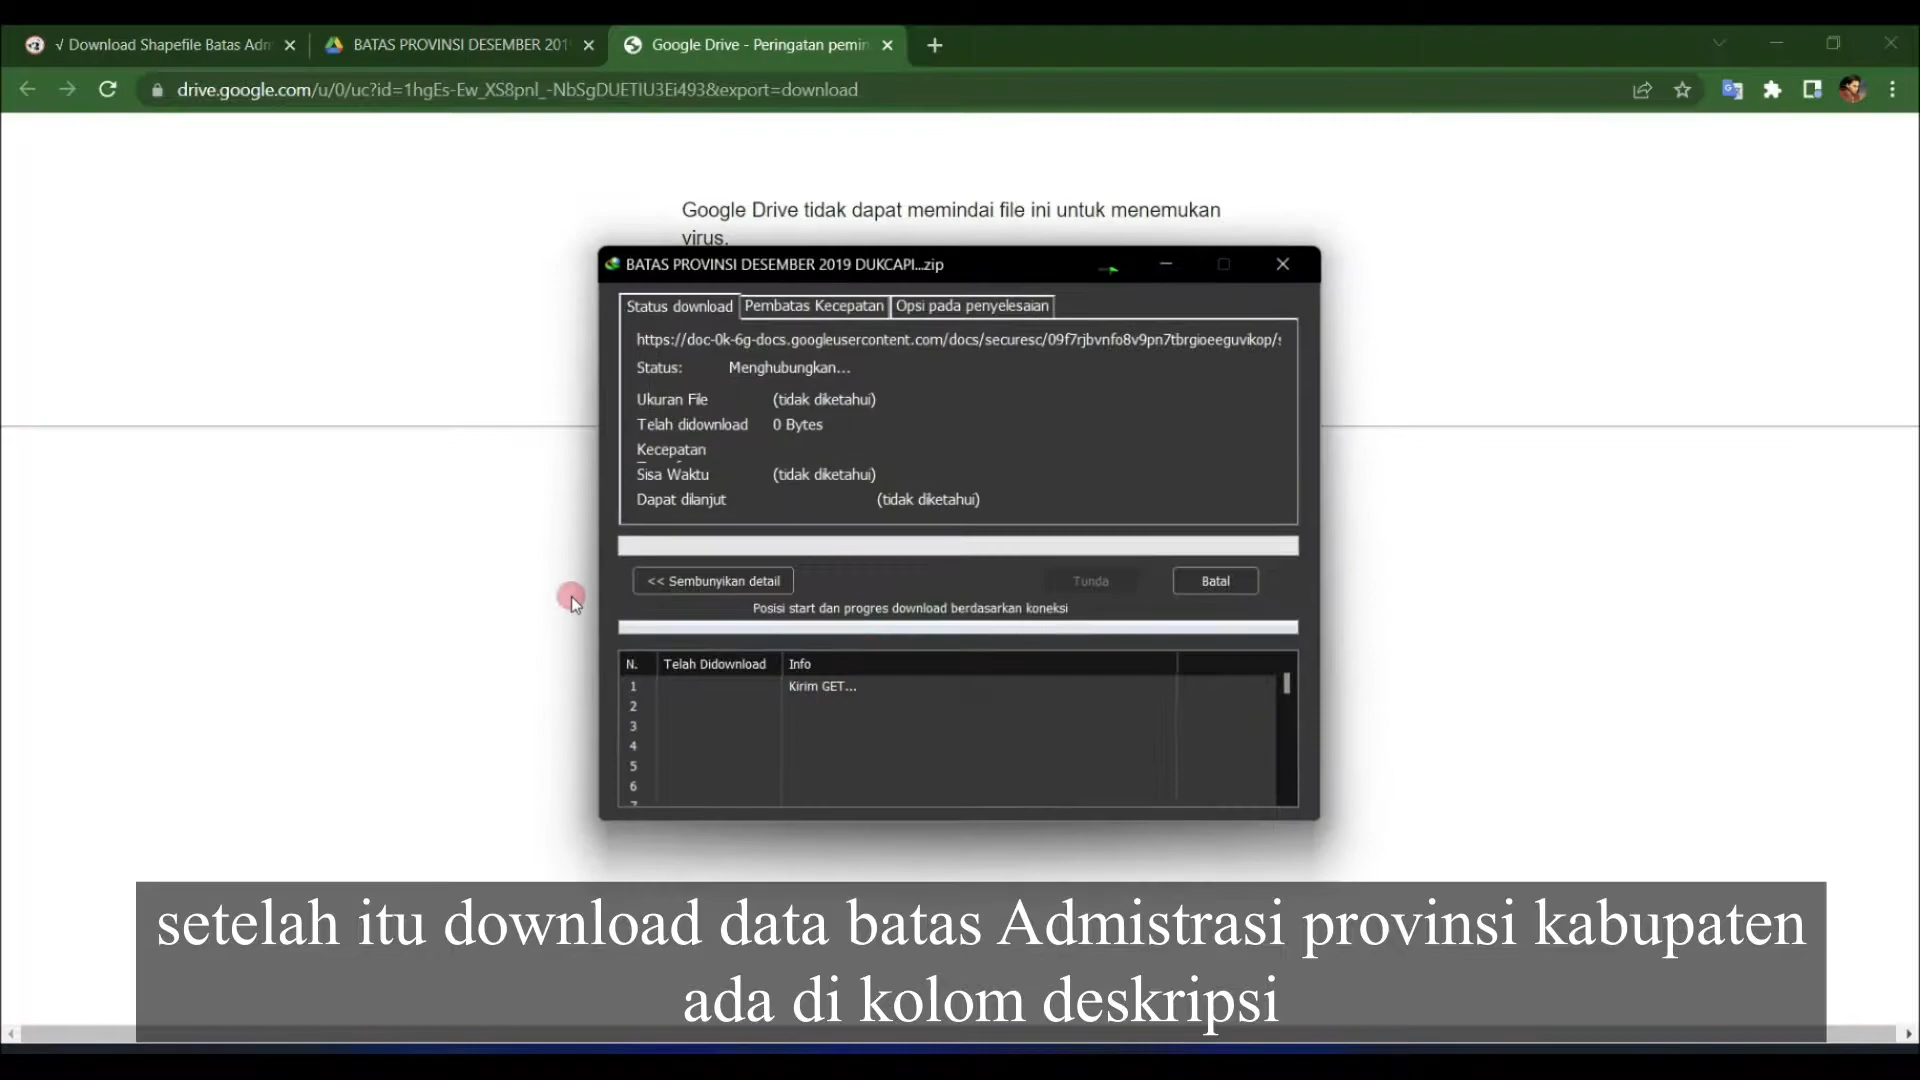 √ Download Shapefile Batas Adm
BATAS PROVINSI DESEMBER 201
Google Drive - Peringatan pemin
drive.google.com/u/0/uc?id=1hgEs-Ew_XS8pnl_-NbSgDUETIU3Ei493&export=download
Google Drive tidak dapat memindai file ini untuk menemukan
virus.
BATAS PROVINSI DESEMBER 2019 DUKCAPI...zip
Status download Pembatas Kecepatan Opsi pada penyelesaian
https://doc-0k-6g-docs.googleusercontent.com/docs/securesc/09f7rjbvnfo8v9pn7tbrgioeeguvikop/s
Status: Menghubungkan...
Ukuran File (tidak diketahui)
Telah didownload 0 Bytes
Kecepatan
Sisa Waktu (tidak diketahui)
Dapat dilanjut (tidak diketahui)
<< Sembunyikan detail Tunda Batal
Posisi start dan progres download berdasarkan koneksi
N. Telah Didownload Info
1 Kirim GET...
2
3
4
5
6
7
setelah itu download data batas Admistrasi provinsi kabupaten
ada di kolom deskripsi